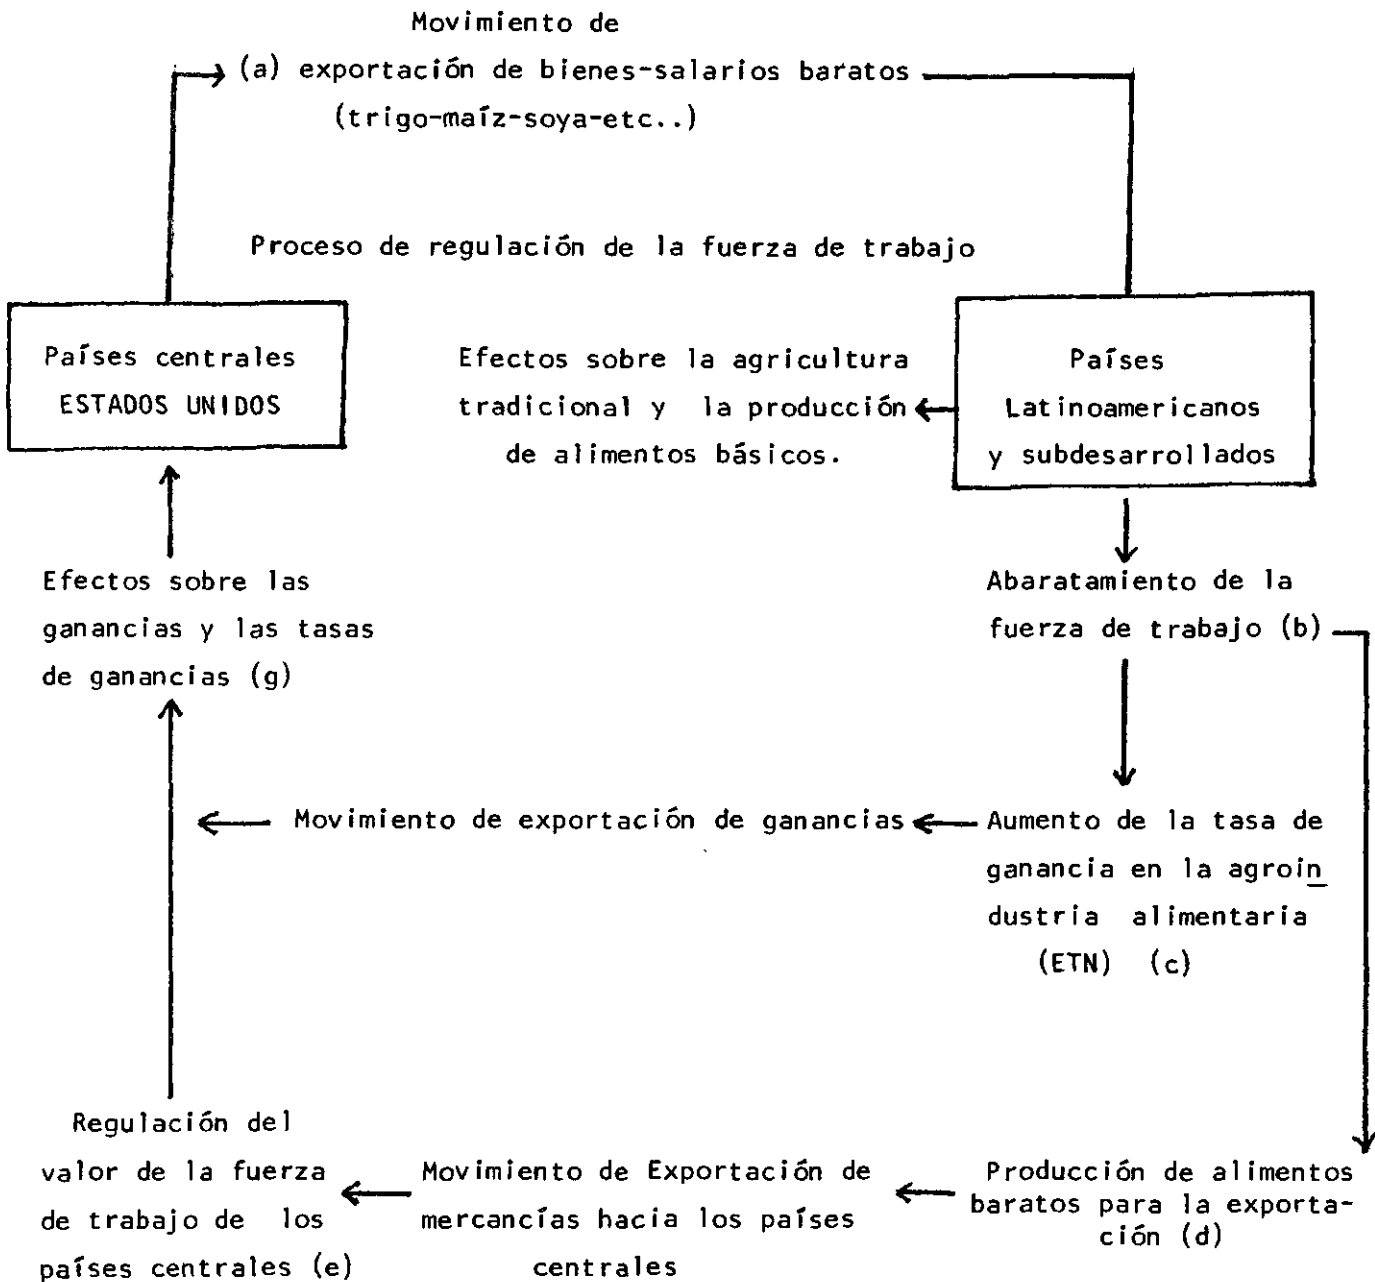 Movimiento de
(a) exportación de bienes-salarios baratos
(trigo-maíz-soya-etc..)
Proceso de regulación de la fuerza de trabajo
Países centrales
ESTADOS UNIDOS
Efectos sobre la agricultura
tradicional y la producción
de alimentos básicos.
Países
Latinoamericanos
y subdesarrollados
Efectos sobre las
ganancias y las tasas
de ganancias (g)
Abaratamiento de la
fuerza de trabajo (b)
Movimiento de exportación de ganancias
Aumento de la tasa de
ganancia en la agroin
dustria alimentaria
(ETN) (c)
Regulación del
valor de la fuerza
de trabajo de los
países centrales (e)
Movimiento de Exportación de
mercancías hacia los países
centrales
Producción de alimentos
baratos para la exporta-
ción (d)